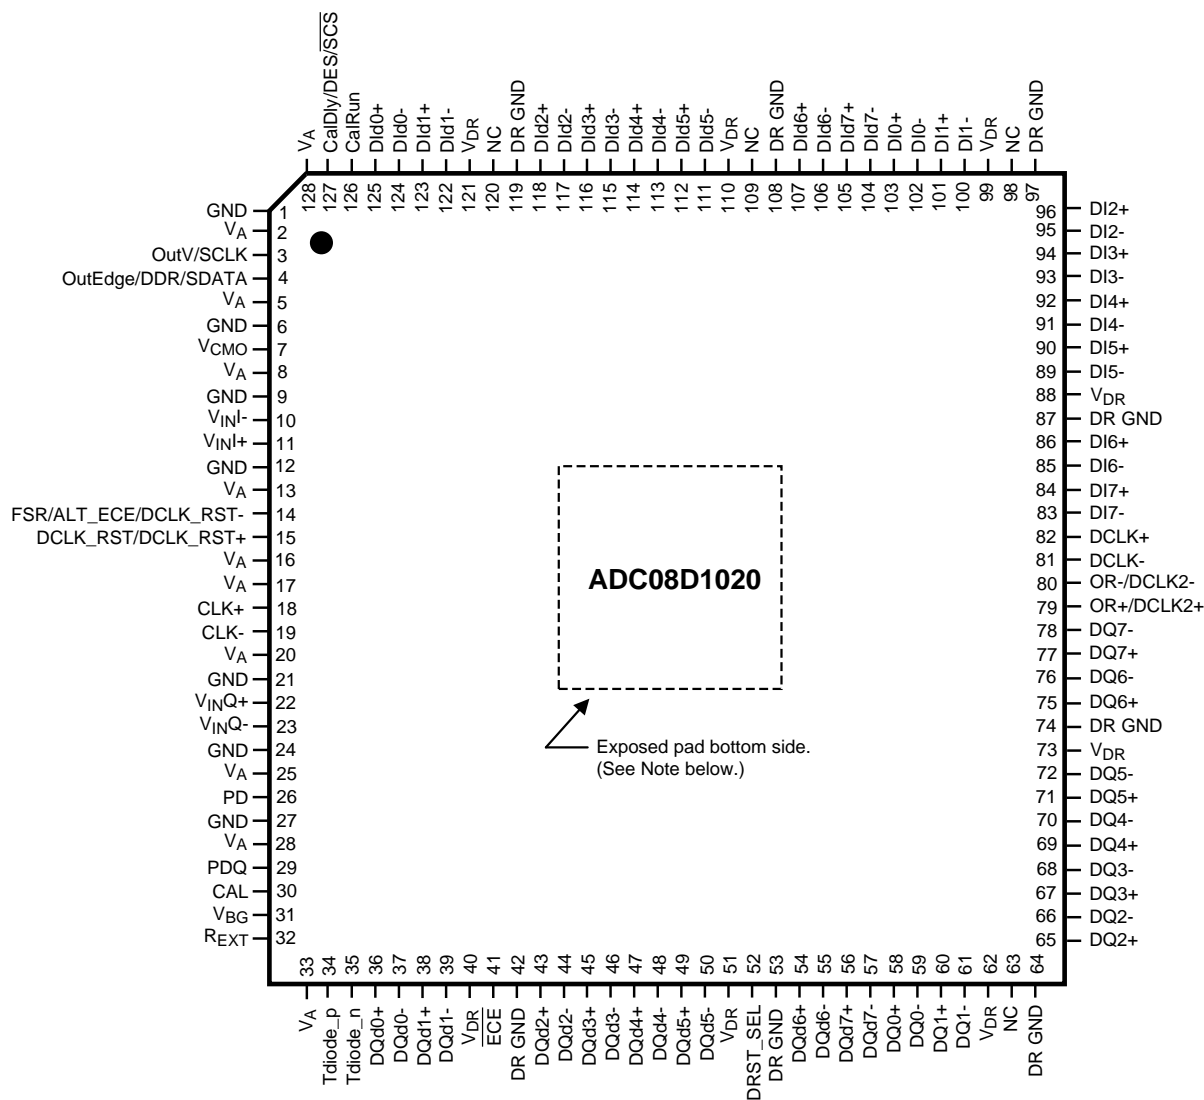 VA
CalDly/DES/SCS
CalRun
DId0+
DId0-
DId1+
DId1-
VDR
NC
DR GND
DId2+
DId2-
DId3+
DId3-
DId4+
DId4-
DId5+
DId5-
VDR
NC
DR GND
DId6+
DId6-
DId7+
DId7-
DI0+
DI0-
DI1+
DI1-
VDR
NC
DR GND
128
127
126
125
124
123
122
121
120
119
118
117
116
115
114
113
112
111
110
109
108
107
106
105
104
103
102
101
100
99
98
97
GND 1
VA 2
OutV/SCLK 3
OutEdge/DDR/SDATA 4
VA 5
GND 6
VCMO 7
VA 8
GND 9
VINI- 10
VINI+ 11
GND 12
VA 13
FSR/ALT_ECE/DCLK_RST- 14
DCLK_RST/DCLK_RST+ 15
VA 16
VA 17
CLK+ 18
CLK- 19
VA 20
GND 21
VINQ+ 22
VINQ- 23
GND 24
VA 25
PD 26
GND 27
VA 28
PDQ 29
CAL 30
VBG 31
REXT 32
ADC08D1020
Exposed pad bottom side.
(See Note below.)
96 DI2+
95 DI2-
94 DI3+
93 DI3-
92 DI4+
91 DI4-
90 DI5+
89 DI5-
88 VDR
87 DR GND
86 DI6+
85 DI6-
84 DI7+
83 DI7-
82 DCLK+
81 DCLK-
80 OR-/DCLK2-
79 OR+/DCLK2+
78 DQ7-
77 DQ7+
76 DQ6-
75 DQ6+
74 DR GND
73 VDR
72 DQ5-
71 DQ5+
70 DQ4-
69 DQ4+
68 DQ3-
67 DQ3+
66 DQ2-
65 DQ2+
33
34
35
36
37
38
39
40
41
42
43
44
45
46
47
48
49
50
51
52
53
54
55
56
57
58
59
60
61
62
63
64
VA
Tdiode_p
Tdiode_n
DQd0+
DQd0-
DQd1+
DQd1-
VDR
ECE
DR GND
DQd2+
DQd2-
DQd3+
DQd3-
DQd4+
DQd4-
DQd5+
DQd5-
VDR
DRST_SEL
DR GND
DQd6+
DQd6-
DQd7+
DQd7-
DQ0+
DQ0-
DQ1+
DQ1-
VDR
NC
DR GND